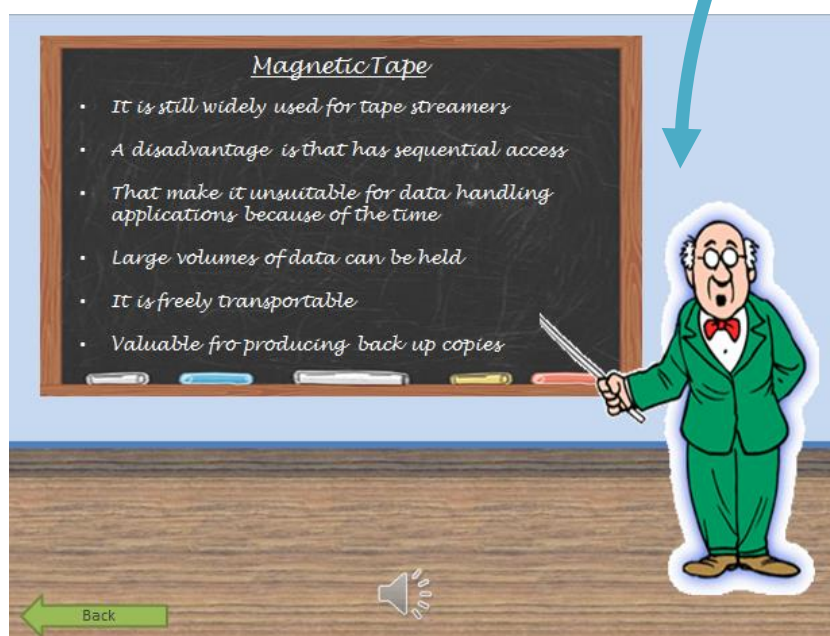 Magnetic Tape
• It is still widely used for tape streamers
• A disadvantage is that has sequential access
• That make it unsuitable for data handling
applications because of the time
• Large volumes of data can be held
• It is freely transportable
• Valuable fro producing back up copies
Back